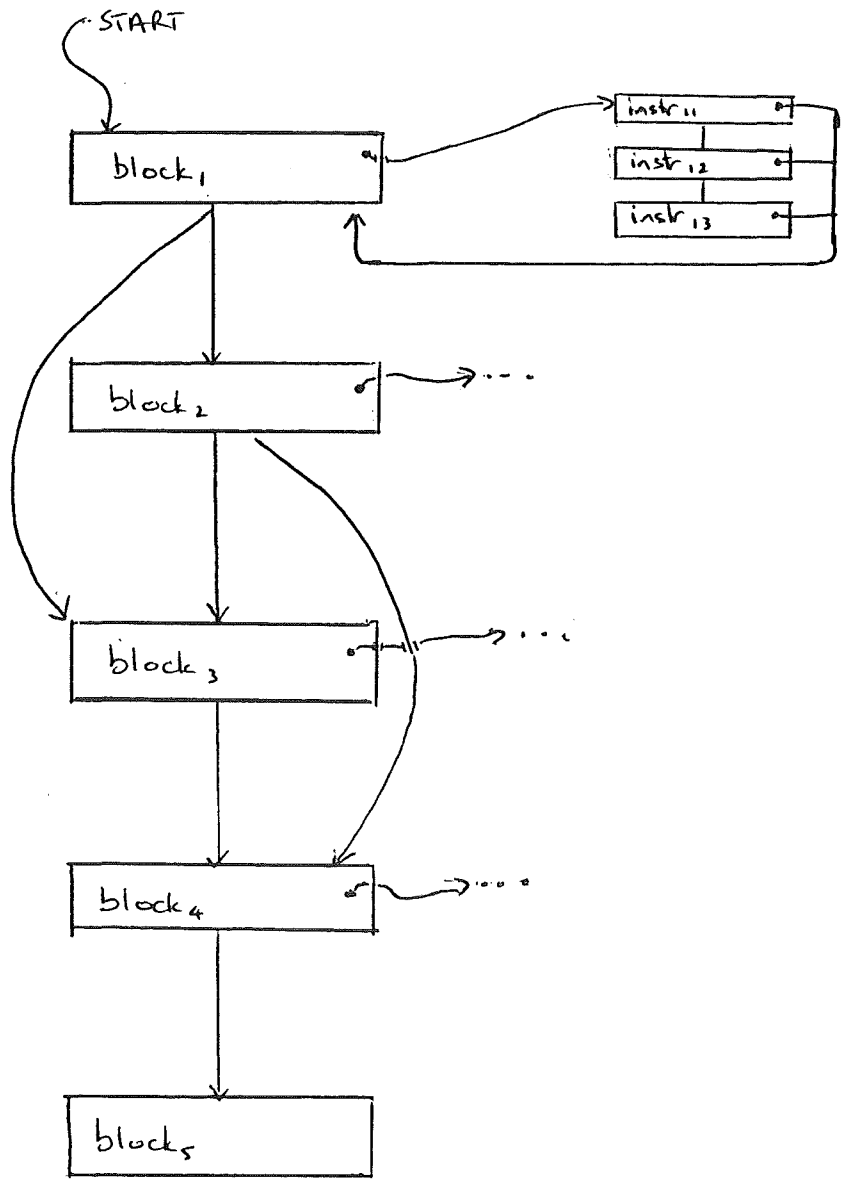 START
instr₁₁
block₁
instr₁₂
instr₁₃
block₂
block₃
block₄
block₅